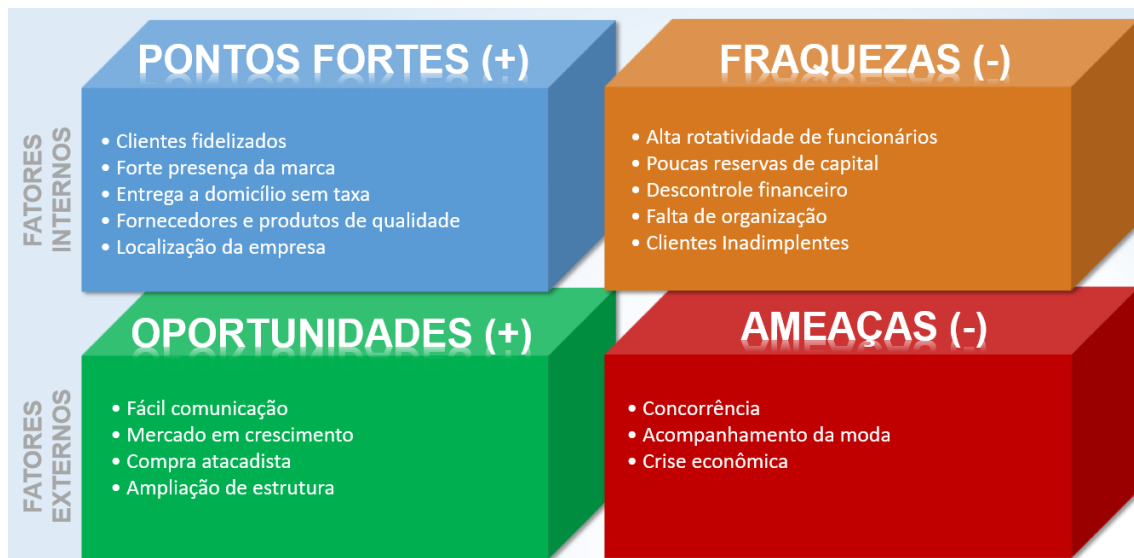 FATORES
INTERNOS
PONTOS FORTES (+)
• Clientes fidelizados
• Forte presença da marca
• Entrega a domicílio sem taxa
• Fornecedores e produtos de qualidade
• Localização da empresa
FRAQUEZAS (-)
• Alta rotatividade de funcionários
• Poucas reservas de capital
• Descontrole financeiro
• Falta de organização
• Clientes Inadimplentes
FATORES
EXTERNOS
OPORTUNIDADES (+)
• Fácil comunicação
• Mercado em crescimento
• Compra atacadista
• Ampliação de estrutura
AMEAÇAS (-)
• Concorrência
• Acompanhamento da moda
• Crise econômica